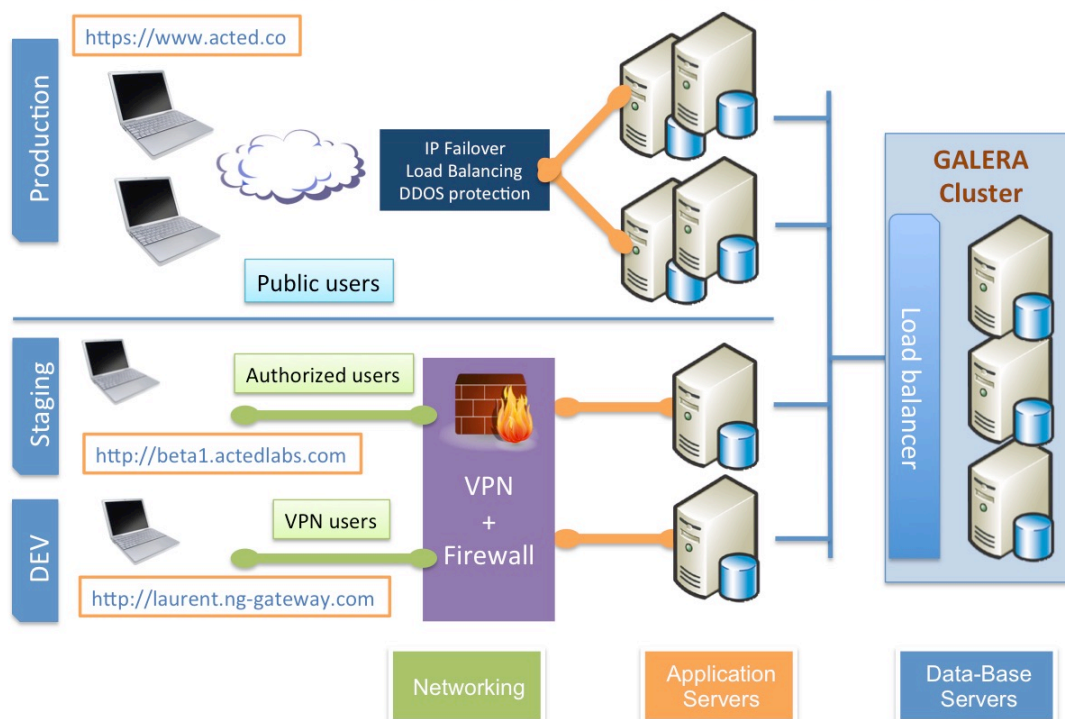 https://www.acted.co
Production
IP Failover
Load Balancing
DDOS protection
Public users
GALERA
Cluster
Load balancer
Staging
Authorized users
http://beta1.actedlabs.com
VPN
+
Firewall
DEV
VPN users
http://laurent.ng-gateway.com
Networking
Application
Servers
Data-Base
Servers